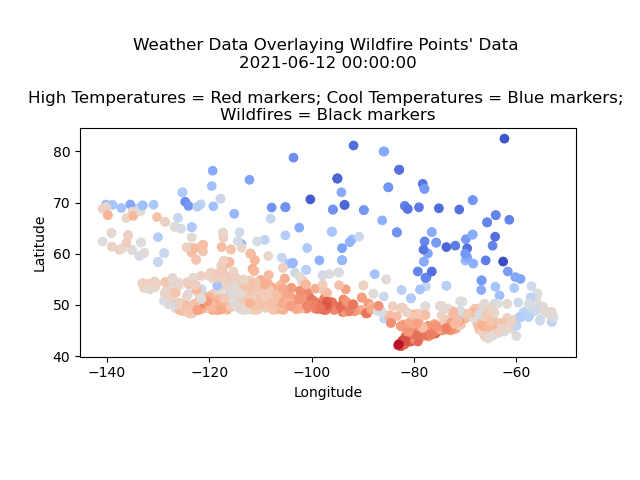 Weather Data Overlaying Wildfire Points' Data
2021-06-12 00:00:00
High Temperatures = Red markers; Cool Temperatures = Blue markers;
Wildfires = Black markers
80
70
60
50
40
Latitude
−140 −120 −100 −80 −60
Longitude